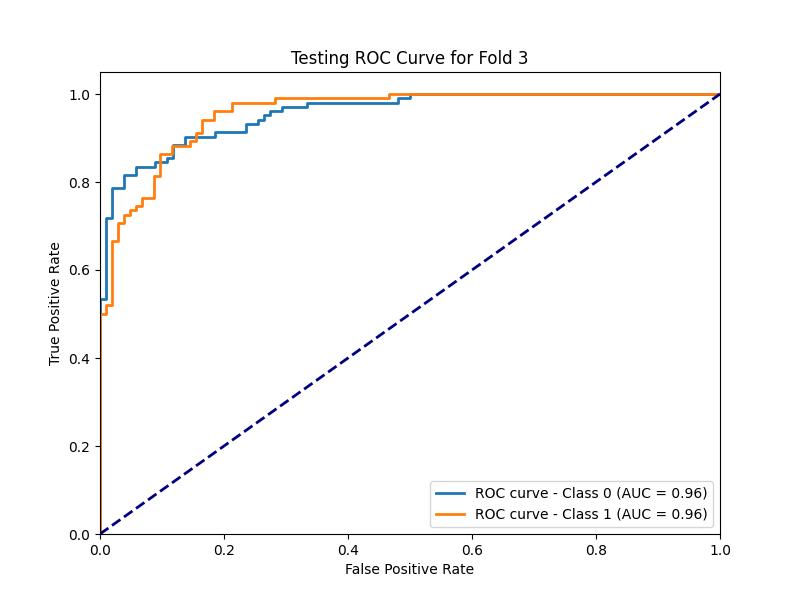 Testing ROC Curve for Fold 3
1.0
0.8
0.6
0.4
0.2
0.0
True Positive Rate
ROC curve - Class 0 (AUC = 0.96)
ROC curve - Class 1 (AUC = 0.96)
0.0 0.2 0.4 0.6 0.8 1.0
False Positive Rate